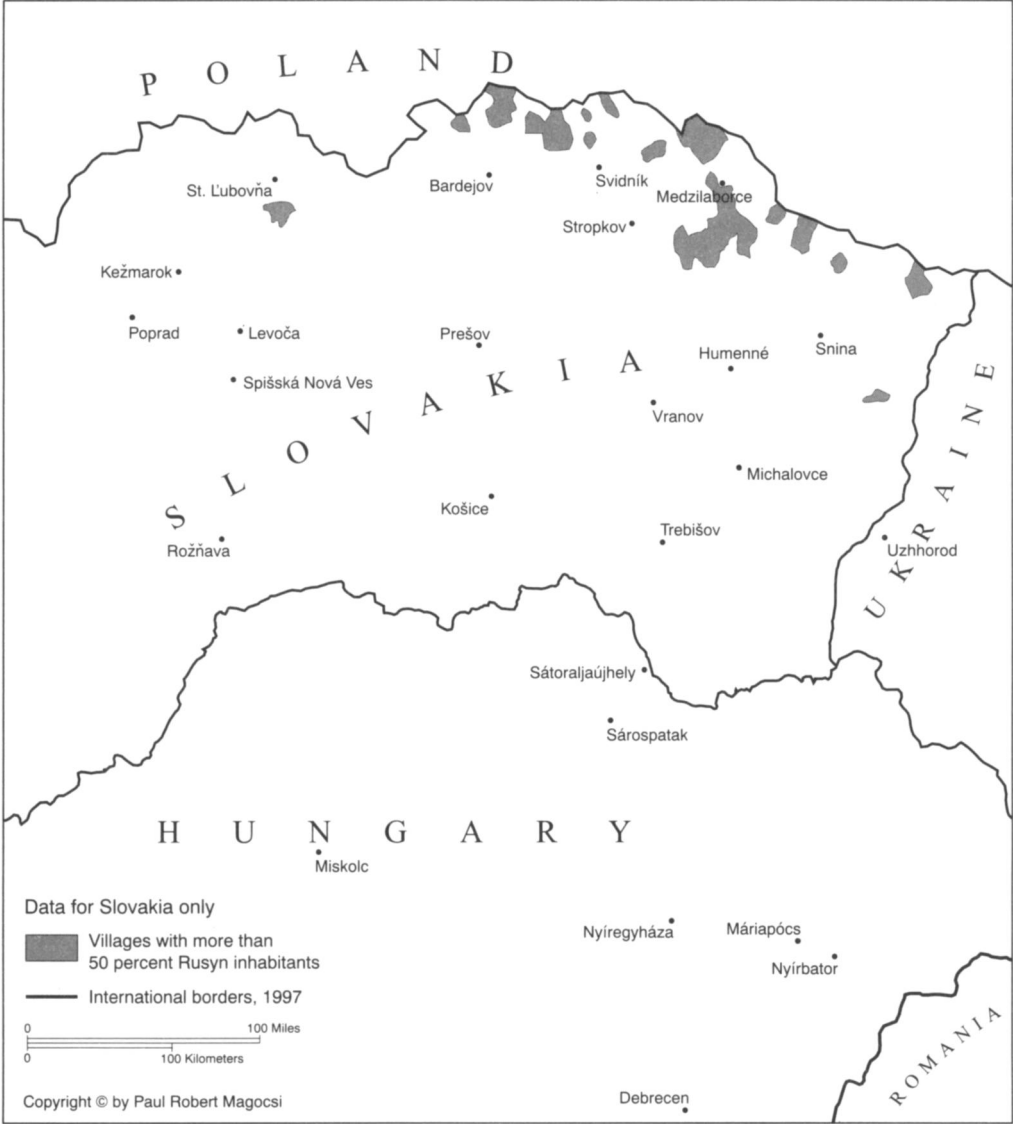 POLAND
St. Ľubovňa
Bardejov
Svidník
Medzilaborce
Stropkov
Kežmarok
Poprad
Levoča
Prešov
Humenné
Snina
Spišská Nová Ves
SLOVAKIA
Vranov
Michalovce
Košice
Trebišov
Rožňava
UKRAINE
Uzhhorod
Sátoraljaújhely
Sárospatak
HUNGARY
Miskolc
Nyíregyháza
Máriapócs
Nyírbator
Debrecen
ROMANIA
Data for Slovakia only
Villages with more than
50 percent Rusyn inhabitants
International borders, 1997
0 100 Miles
0 100 Kilometers
Copyright © by Paul Robert Magocsi